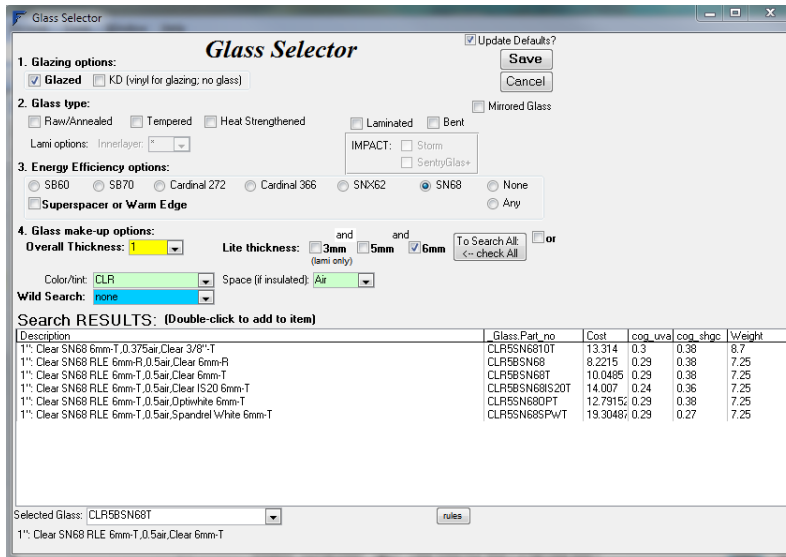 Glass Selector
Glass Selector
Update Defaults?
Save
Cancel
1. Glazing options:
Glazed KD (vinyl for glazing; no glass)
2. Glass type:
Mirrored Glass
Raw/Annealed Tempered Heat Strengthened Laminated Bent
Lami options: Innerlayer: * IMPACT: Storm
SentryGlas+
3. Energy Efficiency options:
SB60 SB70 Cardinal 272 Cardinal 366 SNX62 SN68 None
Superspacer or Warm Edge Any
4. Glass make-up options:
and and
Overall Thickness: 1 Lite thickness: 3mm 5mm 6mm To Search All: or
(lami only) <-- check All
Color/tint: CLR Space (if insulated): Air
Wild Search: none
Search RESULTS: (Double-click to add to item)
Description _Glass.Part_no Cost cog_uva cog_shgc Weight
1": Clear SN68 6mm-T,0.375air,Clear 3/8"-T CLR5SN6810T 13.314 0.3 0.38 8.7
1": Clear SN68 RLE 6mm-R,0.5air,Clear 6mm-R CLR5BSN68 8.2215 0.29 0.38 7.25
1": Clear SN68 RLE 6mm-T,0.5air,Clear 6mm-T CLR5BSN68T 10.0485 0.29 0.38 7.25
1": Clear SN68 RLE 6mm-T,0.5air,Clear IS20 6mm-T CLR5BSN68IS20T 14.007 0.24 0.36 7.25
1": Clear SN68 RLE 6mm-T,0.5air,Optiwhite 6mm-T CLR5SN68OPT 12.79152 0.29 0.38 7.25
1": Clear SN68 RLE 6mm-T,0.5air,Spandrel White 6mm-T CLR5SN68SPWT 19.30487 0.29 0.27 7.25
Selected Glass: CLR5BSN68T rules
1": Clear SN68 RLE 6mm-T,0.5air,Clear 6mm-T